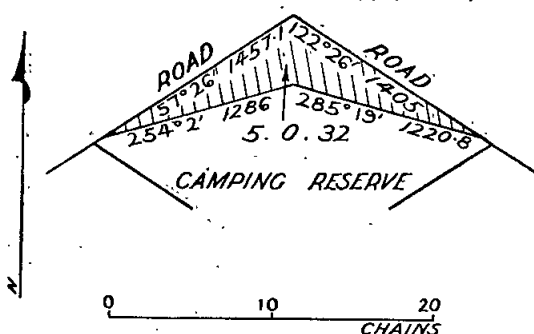 ROAD
57° 26' 1457·1
122° 26' 1405·
ROAD
254° 2' 1286
285° 19' 1220·8
5. 0. 32
CAMPING RESERVE
N
0 10 20
CHAINS